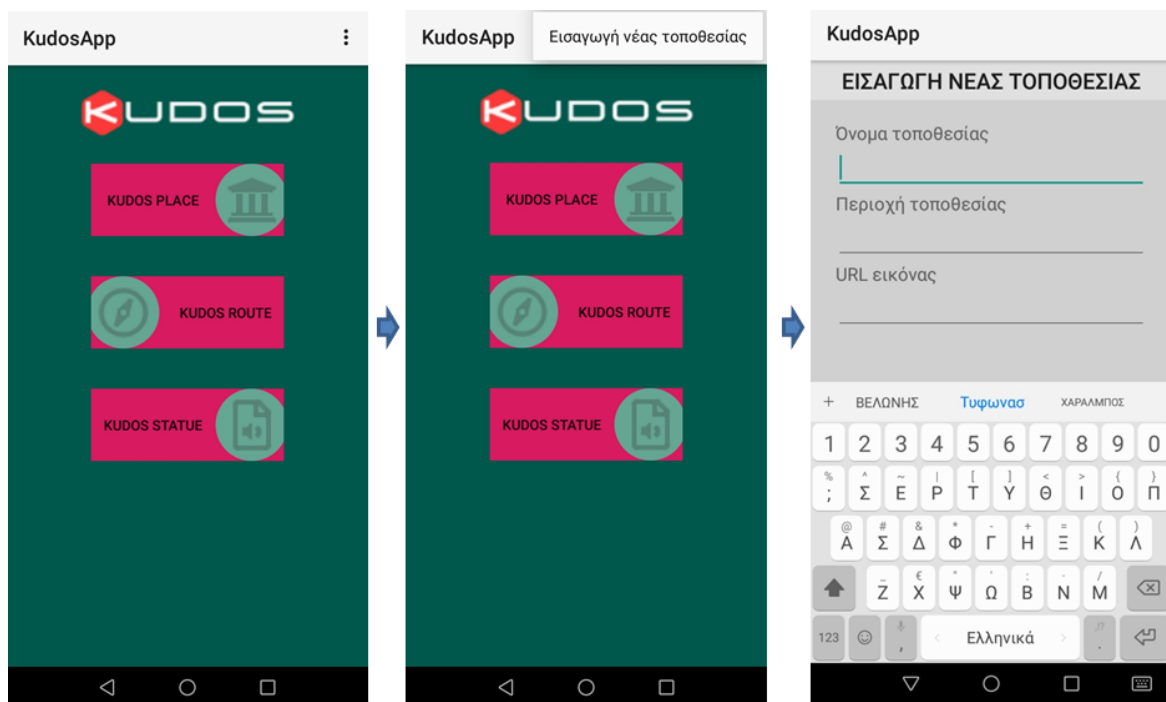 KudosApp
KUDOS
KUDOS PLACE
KUDOS ROUTE
KUDOS STATUE
KudosApp
Εισαγωγή νέας τοποθεσίας
KUDOS
KUDOS PLACE
KUDOS ROUTE
KUDOS STATUE
KudosApp
ΕΙΣΑΓΩΓΗ ΝΕΑΣ ΤΟΠΟΘΕΣΙΑΣ
Όνομα τοποθεσίας
Περιοχή τοποθεσίας
URL εικόνας
+ ΒΕΛΩΝΗΣ Τυφωνασ ΧΑΡΑΛΜΠΟΣ
1 2 3 4 5 6 7 8 9 0
% ^ ~ | [ ] < > { }
; Σ Ε Ρ Τ Υ Θ Ι Ο Π
@ # & * - + = ( )
Α Σ Δ Φ Γ Η Ξ Κ Λ
_ € " ' : · /
Ζ Χ Ψ Ω Β Ν Μ
123 , < Ελληνικά > .